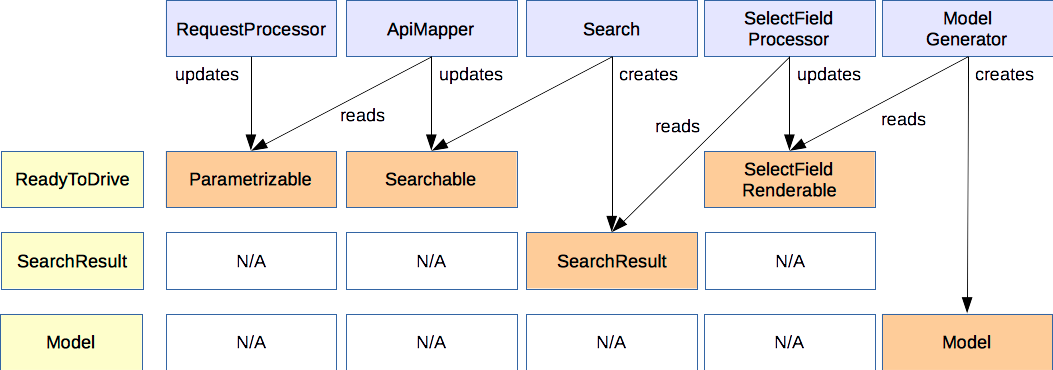 RequestProcessor
ApiMapper
Search
SelectField
Processor
Model
Generator
updates
updates
creates
updates
creates
reads
reads
reads
ReadyToDrive
Parametrizable
Searchable
SelectField
Renderable
SearchResult
N/A
N/A
SearchResult
N/A
Model
N/A
N/A
N/A
N/A
Model